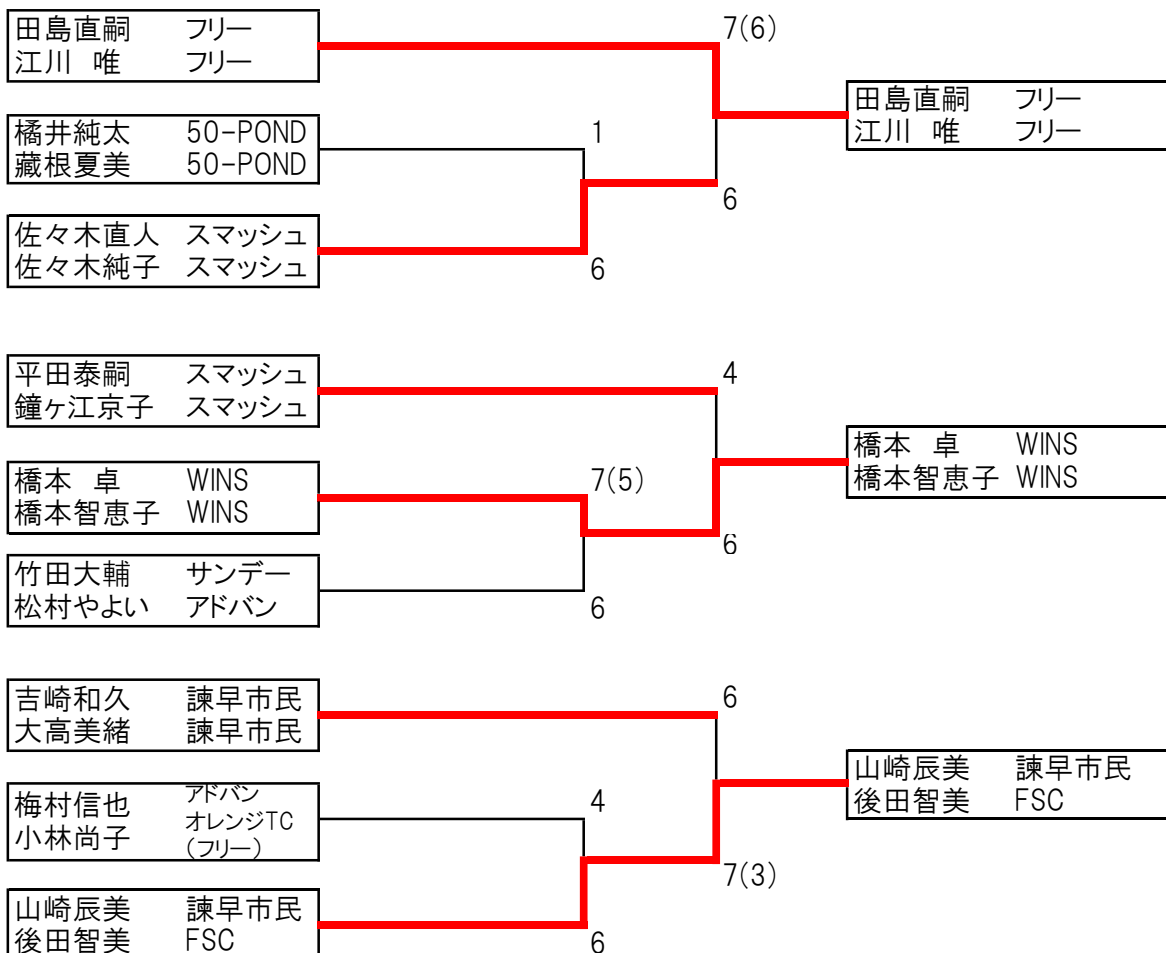 田島直嗣 フリー
江川 唯 フリー
7(6)
田島直嗣 フリー
江川 唯 フリー
橘井純太 50-POND
藏根夏美 50-POND
1
6
佐々木直人 スマッシュ
佐々木純子 スマッシュ
6
平田泰嗣 スマッシュ
鐘ヶ江京子 スマッシュ
4
橋本 卓 WINS
橋本智恵子 WINS
橋本 卓 WINS
橋本智恵子 WINS
7(5)
6
竹田大輔 サンデー
松村やよい アドバン
6
吉崎和久 諫早市民
大高美緒 諫早市民
6
山崎辰美 諫早市民
後田智美 FSC
梅村信也 アドバン
小林尚子 オレンジTC
(フリー)
4
7(3)
山崎辰美 諫早市民
後田智美 FSC
6